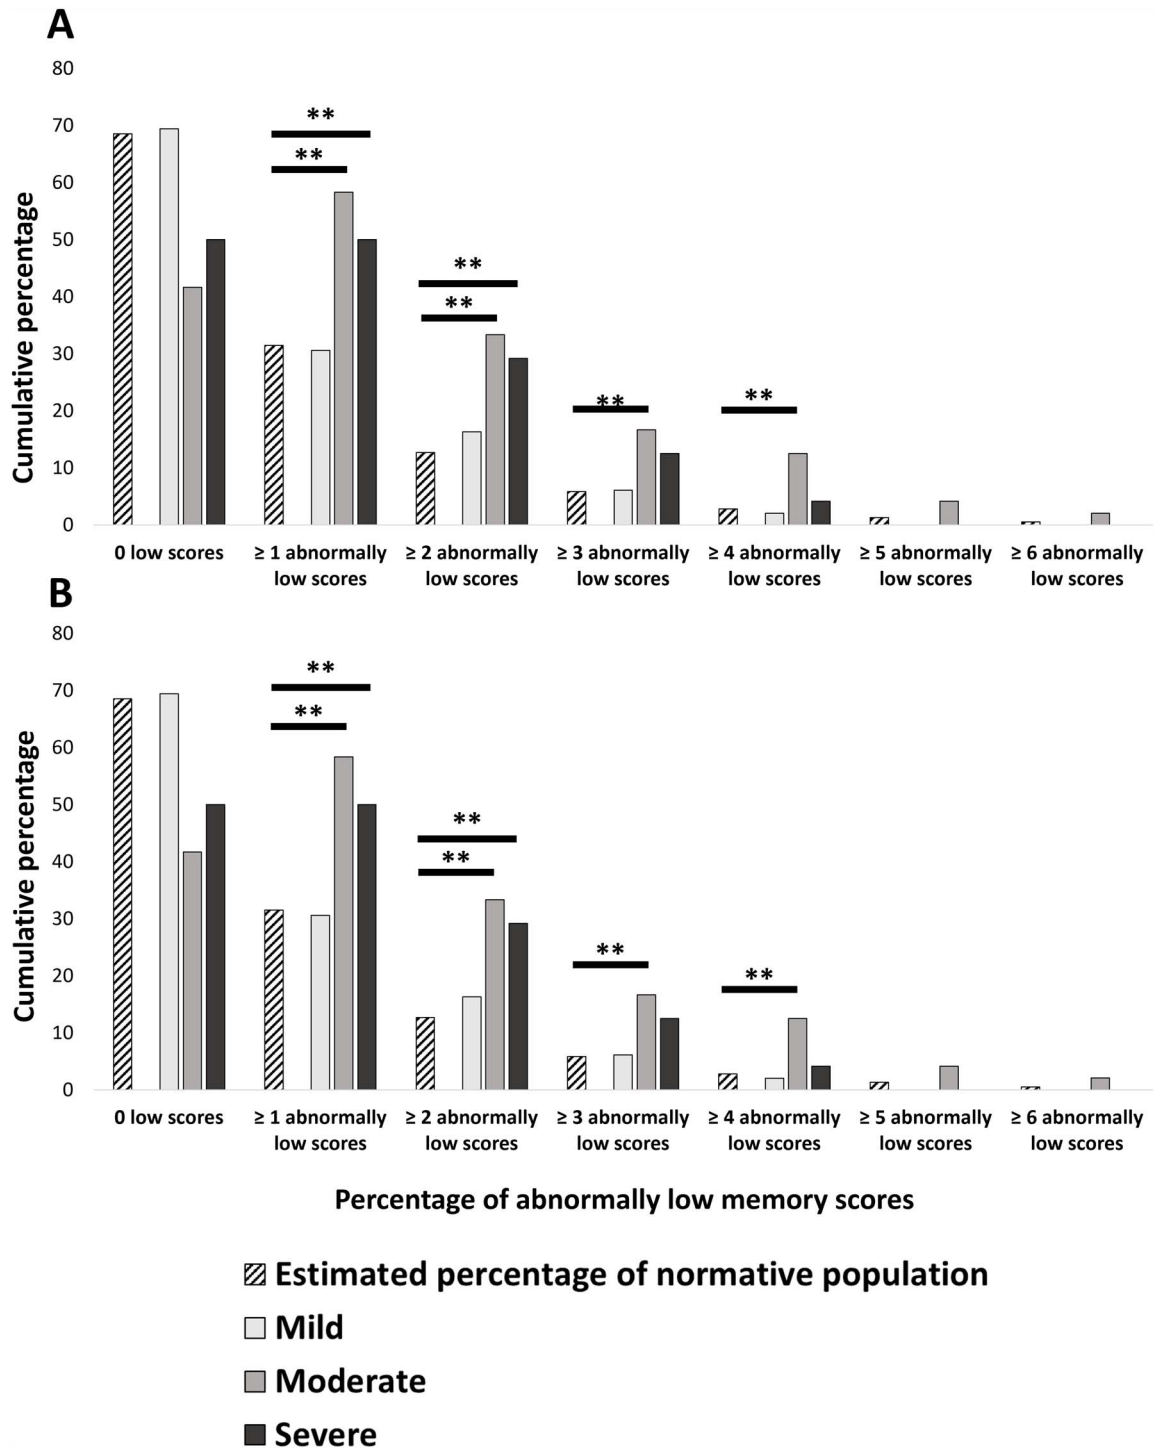 A
80
70
60
50
40
30
20
10
0
Cumulative percentage
**
**
**
**
**
**
0 low scores
≥ 1 abnormally
low scores
≥ 2 abnormally
low scores
≥ 3 abnormally
low scores
≥ 4 abnormally
low scores
≥ 5 abnormally
low scores
≥ 6 abnormally
low scores
B
80
70
60
50
40
30
20
10
0
Cumulative percentage
**
**
**
**
**
**
0 low scores
≥ 1 abnormally
low scores
≥ 2 abnormally
low scores
≥ 3 abnormally
low scores
≥ 4 abnormally
low scores
≥ 5 abnormally
low scores
≥ 6 abnormally
low scores
Percentage of abnormally low memory scores
Estimated percentage of normative population
Mild
Moderate
Severe